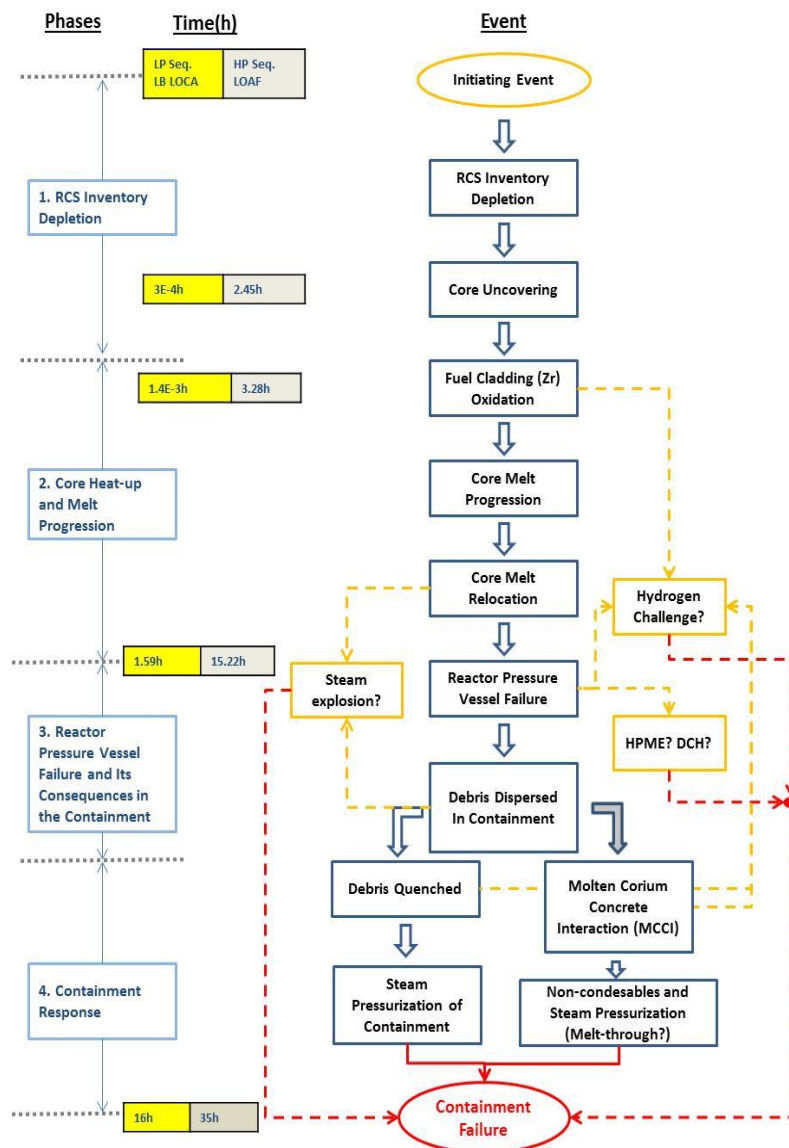 Phases
Time(h)
Event
LP Seq.
LB LOCA
HP Seq.
LOAF
Initiating Event
1. RCS Inventory
Depletion
RCS Inventory
Depletion
3E-4h
2.45h
Core Uncovering
1.4E-3h
3.28h
Fuel Cladding (Zr)
Oxidation
2. Core Heat-up
and Melt
Progression
Core Melt
Progression
Core Melt
Relocation
Hydrogen
Challenge?
1.59h
15.22h
Steam
explosion?
Reactor Pressure
Vessel Failure
3. Reactor
Pressure Vessel
Failure and Its
Consequences in
the Containment
HPME? DCH?
Debris Dispersed
In Containment
Debris Quenched
Molten Corium
Concrete
Interaction (MCCI)
4. Containment
Response
Steam
Pressurization of
Containment
Non-condesables and
Steam Pressurization
(Melt-through?)
16h
35h
Containment
Failure